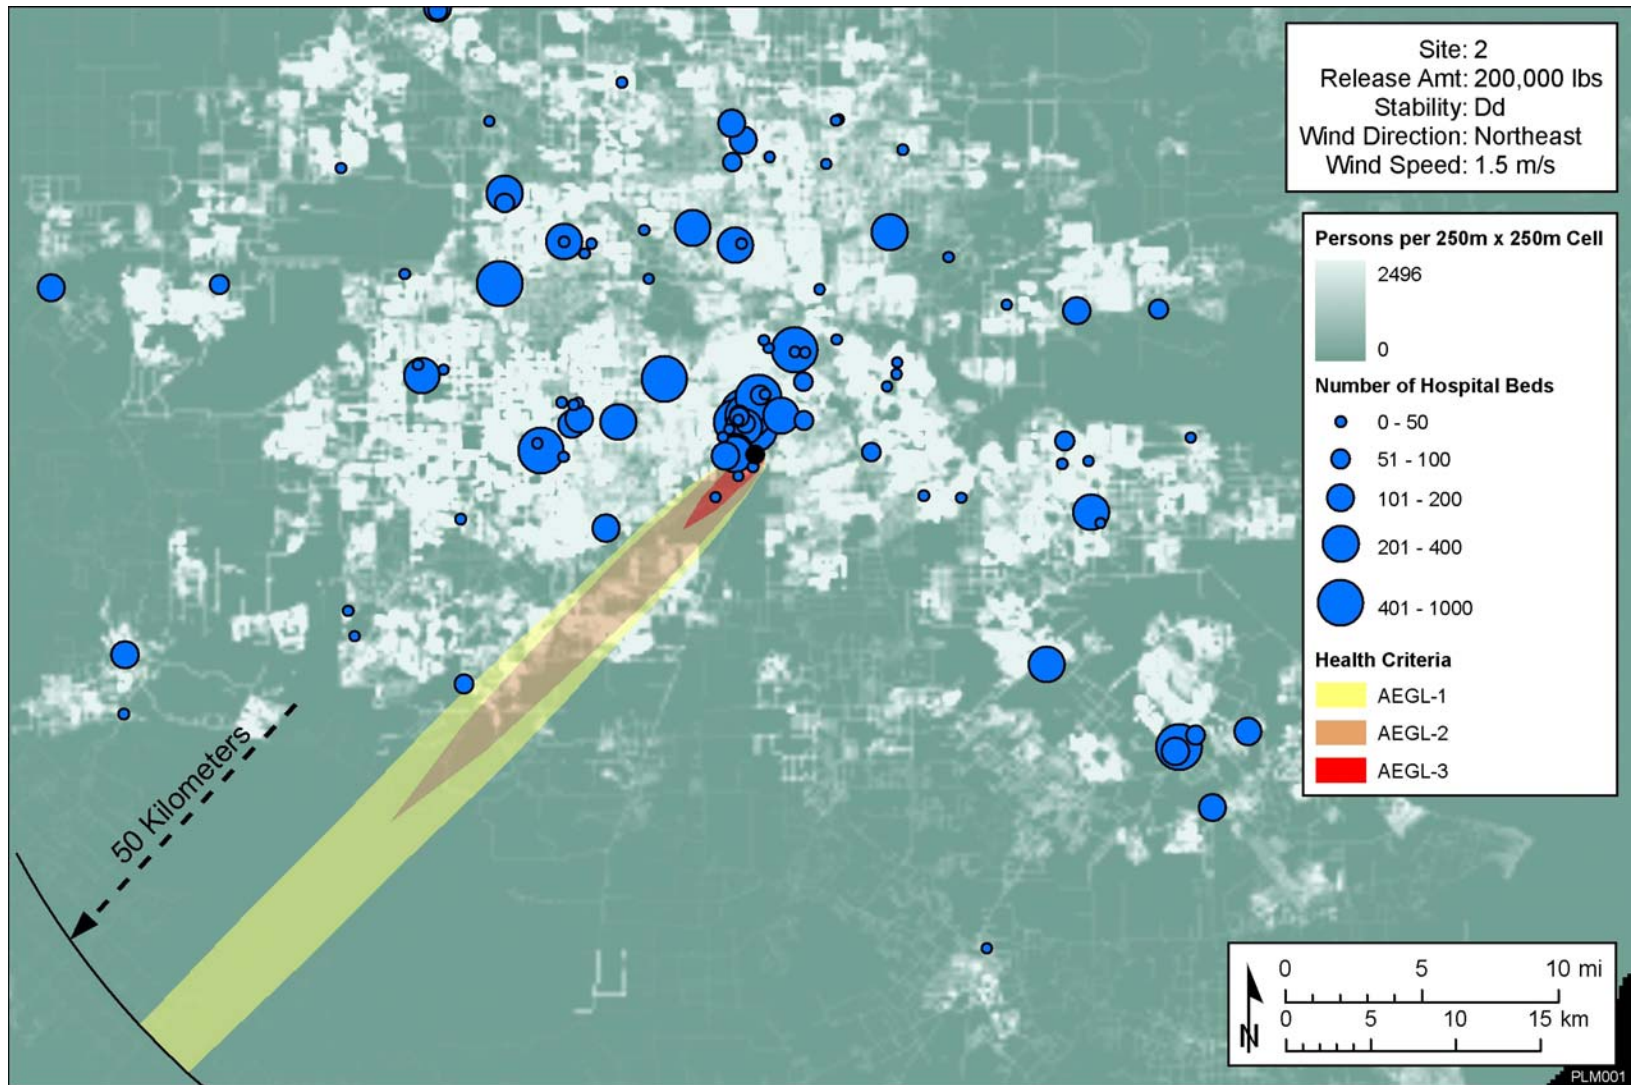 Site: 2
Release Amt: 200,000 lbs
Stability: Dd
Wind Direction: Northeast
Wind Speed: 1.5 m/s
Persons per 250m x 250m Cell
2496
0
Number of Hospital Beds
0 - 50
51 - 100
101 - 200
201 - 400
401 - 1000
Health Criteria
AEGL-1
AEGL-2
AEGL-3
50 Kilometers
0 5 10 mi
0 5 10 15 km
N
PLM001